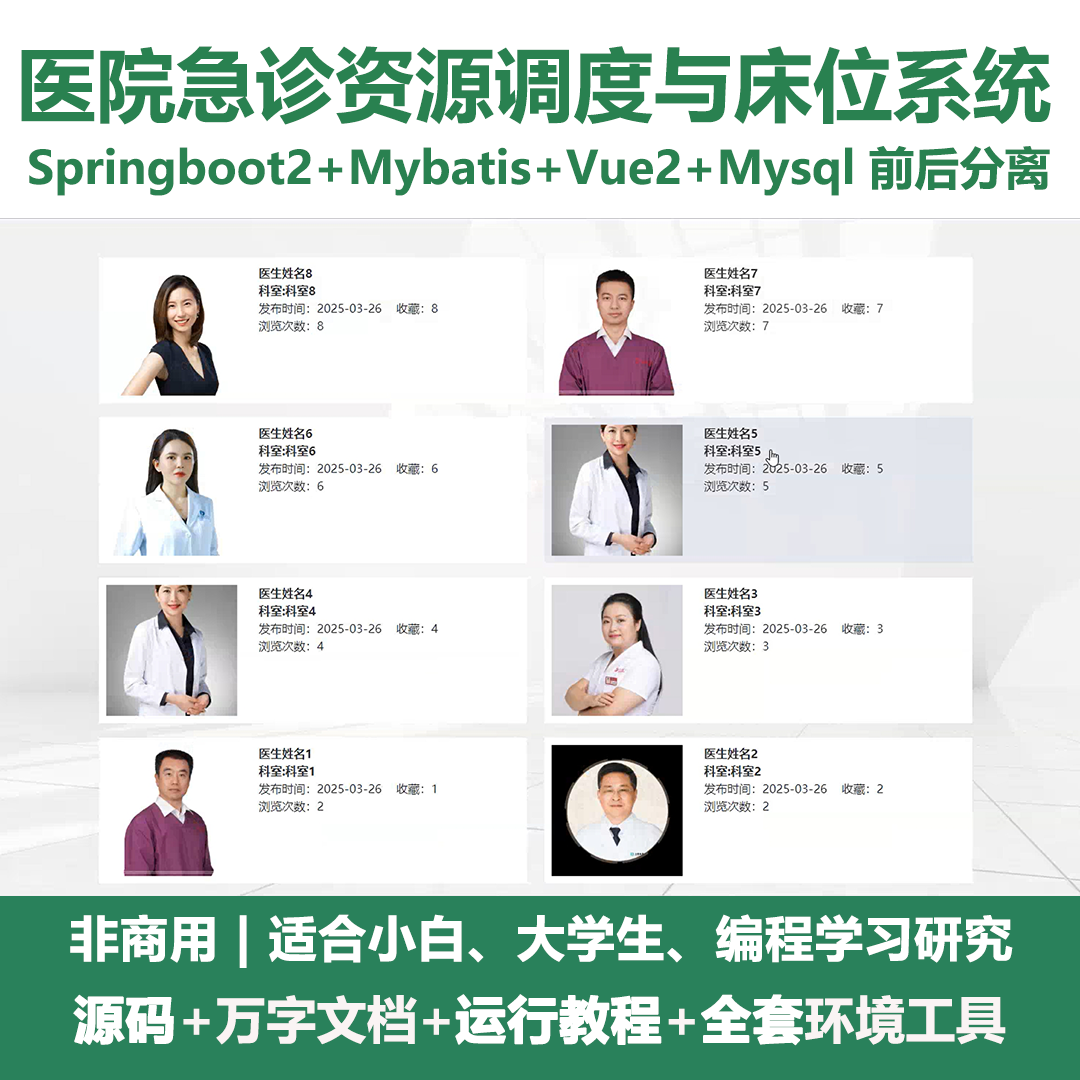 医院急诊资源调度与床位系统
Springboot2+Mybatis+Vue2+Mysql 前后分离
医生姓名8
科室:科室8
发布时间：2025-03-26 收藏：8
浏览次数：8
医生姓名7
科室:科室7
发布时间：2025-03-26 收藏：7
浏览次数：7
医生姓名6
科室:科室6
发布时间：2025-03-26 收藏：6
浏览次数：6
医生姓名5
科室:科室5
发布时间：2025-03-26 收藏：5
浏览次数：5
医生姓名4
科室:科室4
发布时间：2025-03-26 收藏：4
浏览次数：4
医生姓名3
科室:科室3
发布时间：2025-03-26 收藏：3
浏览次数：3
医生姓名1
科室:科室1
发布时间：2025-03-26 收藏：1
浏览次数：2
医生姓名2
科室:科室2
发布时间：2025-03-26 收藏：2
浏览次数：2
非商用｜适合小白、大学生、编程学习研究
源码+万字文档+运行教程+全套环境工具